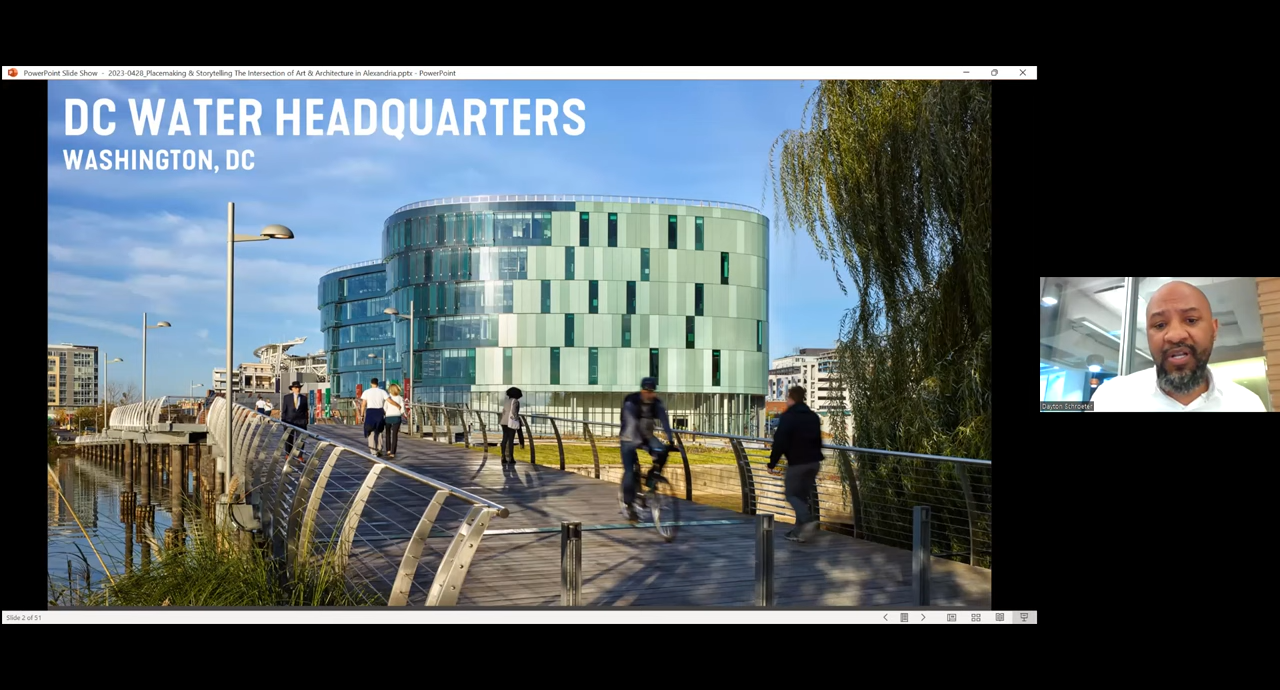 PowerPoint Slide Show - 2023-0428_Placemaking & Storytelling The Intersection of Art & Architecture in Alexandria.pptx - PowerPoint
DC WATER HEADQUARTERS
WASHINGTON, DC
Dayton Schroeter
Slide 2 of 51